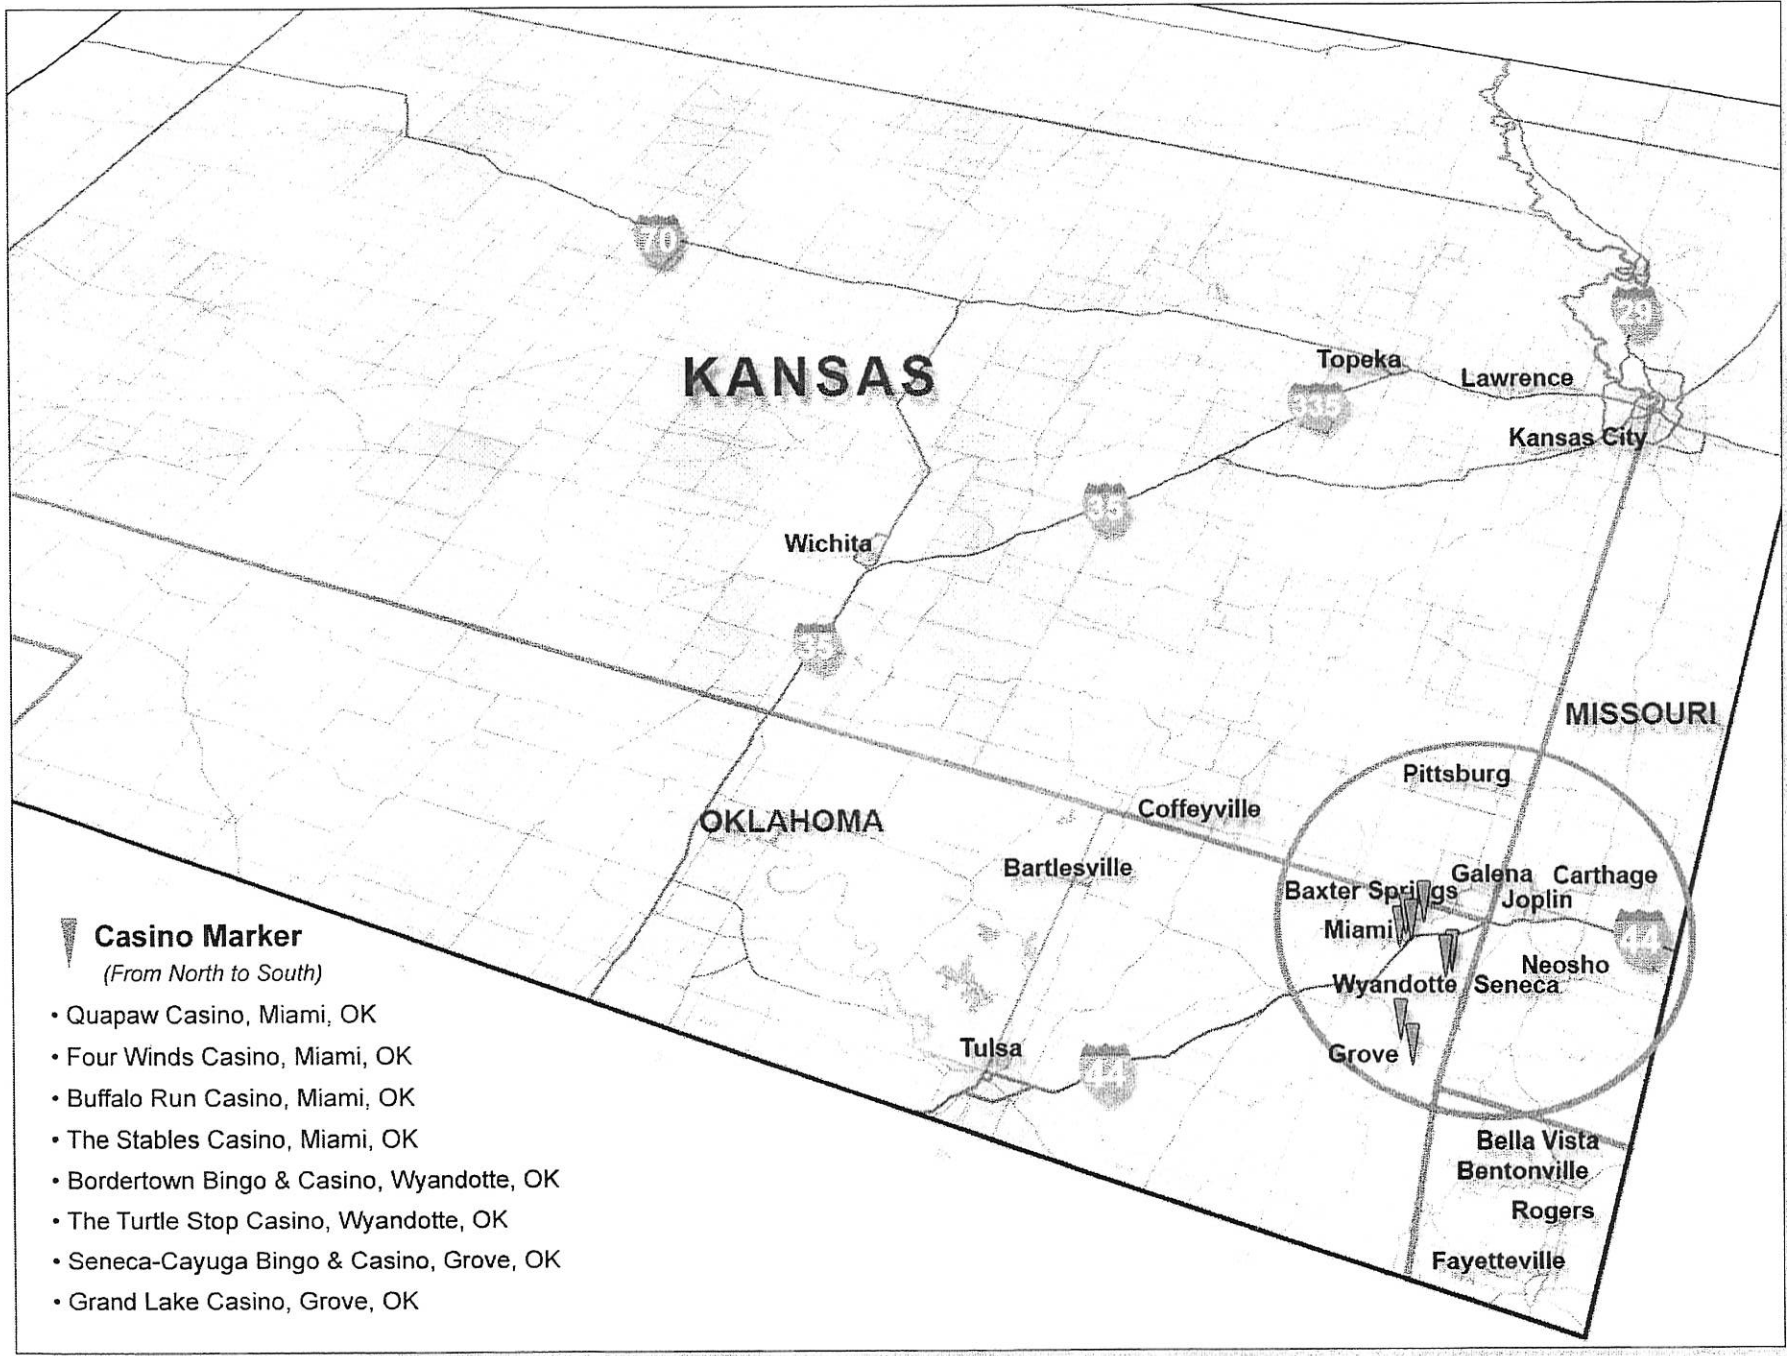 70
29
KANSAS
Topeka
Lawrence
335
Kansas City
35
Wichita
35
MISSOURI
Pittsburg
OKLAHOMA
Coffeyville
Bartlesville
Galena
Carthage
Baxter Springs
Joplin
Miami
44
Neosho
Wyandotte
Seneca
Tulsa
Grove
44
Bella Vista
Bentonville
Rogers
Fayetteville
Casino Marker
(From North to South)
• Quapaw Casino, Miami, OK
• Four Winds Casino, Miami, OK
• Buffalo Run Casino, Miami, OK
• The Stables Casino, Miami, OK
• Bordertown Bingo & Casino, Wyandotte, OK
• The Turtle Stop Casino, Wyandotte, OK
• Seneca-Cayuga Bingo & Casino, Grove, OK
• Grand Lake Casino, Grove, OK